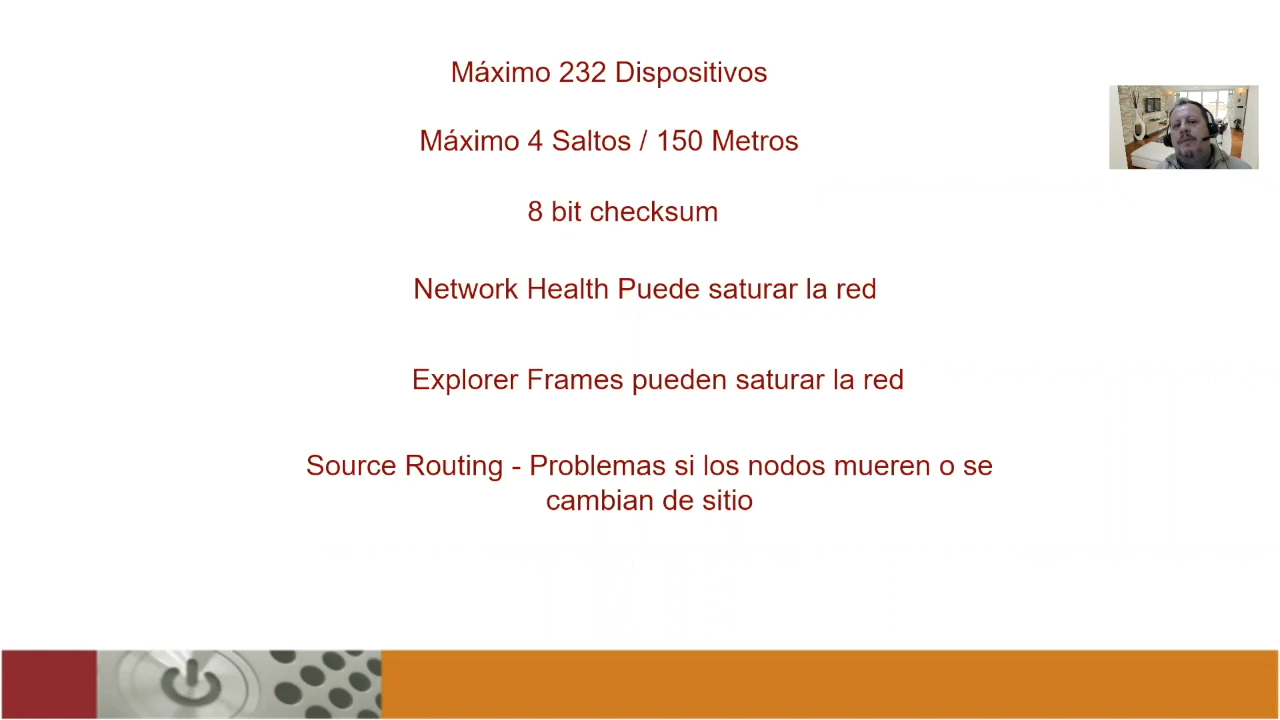 Máximo 232 Dispositivos
Máximo 4 Saltos / 150 Metros
8 bit checksum
Network Health Puede saturar la red
Explorer Frames pueden saturar la red
Source Routing - Problemas si los nodos mueren o se
cambian de sitio